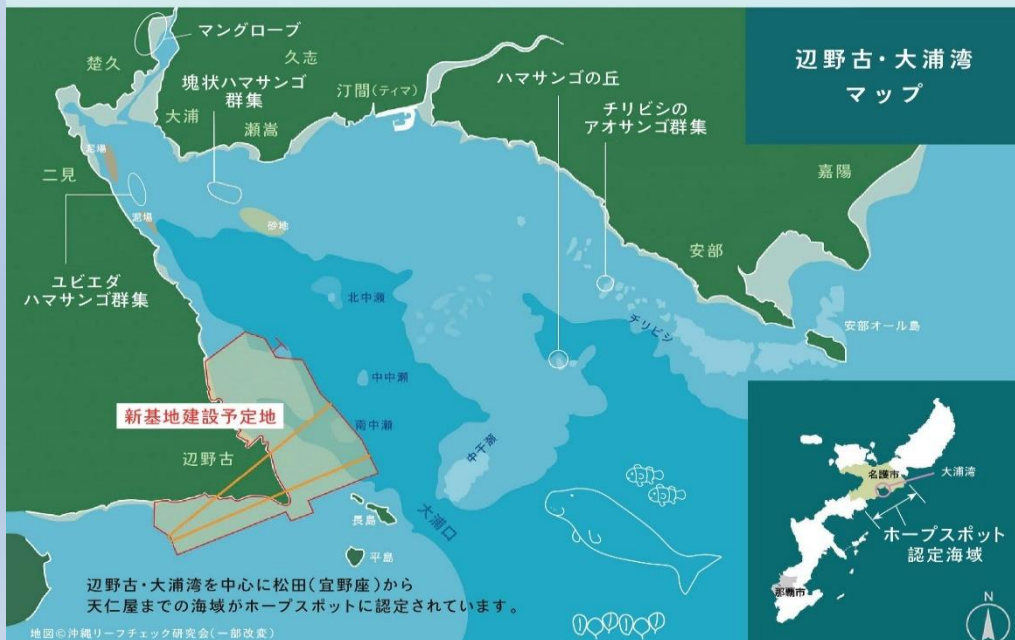 辺野古・大浦湾
マップ
マングローブ
楚久
久志
塊状ハマサンゴ
群集
大浦
瀬嵩
汀間(ティマ)
ハマサンゴの丘
チリビシの
アオサンゴ群集
嘉陽
泥場
二見
泥場
砂地
安部
ユビエダ
ハマサンゴ群集
北中瀬
チリビシ
安部オール島
中中瀬
新基地建設予定地
南中瀬
辺野古
中干瀬
大浦口
長島
平島
名護市
大浦湾
ホープスポット
認定海域
那覇市
N
辺野古・大浦湾を中心に松田(宜野座)から
天仁屋までの海域がホープスポットに認定されています。
地図©沖縄リーフチェック研究会(一部改変)